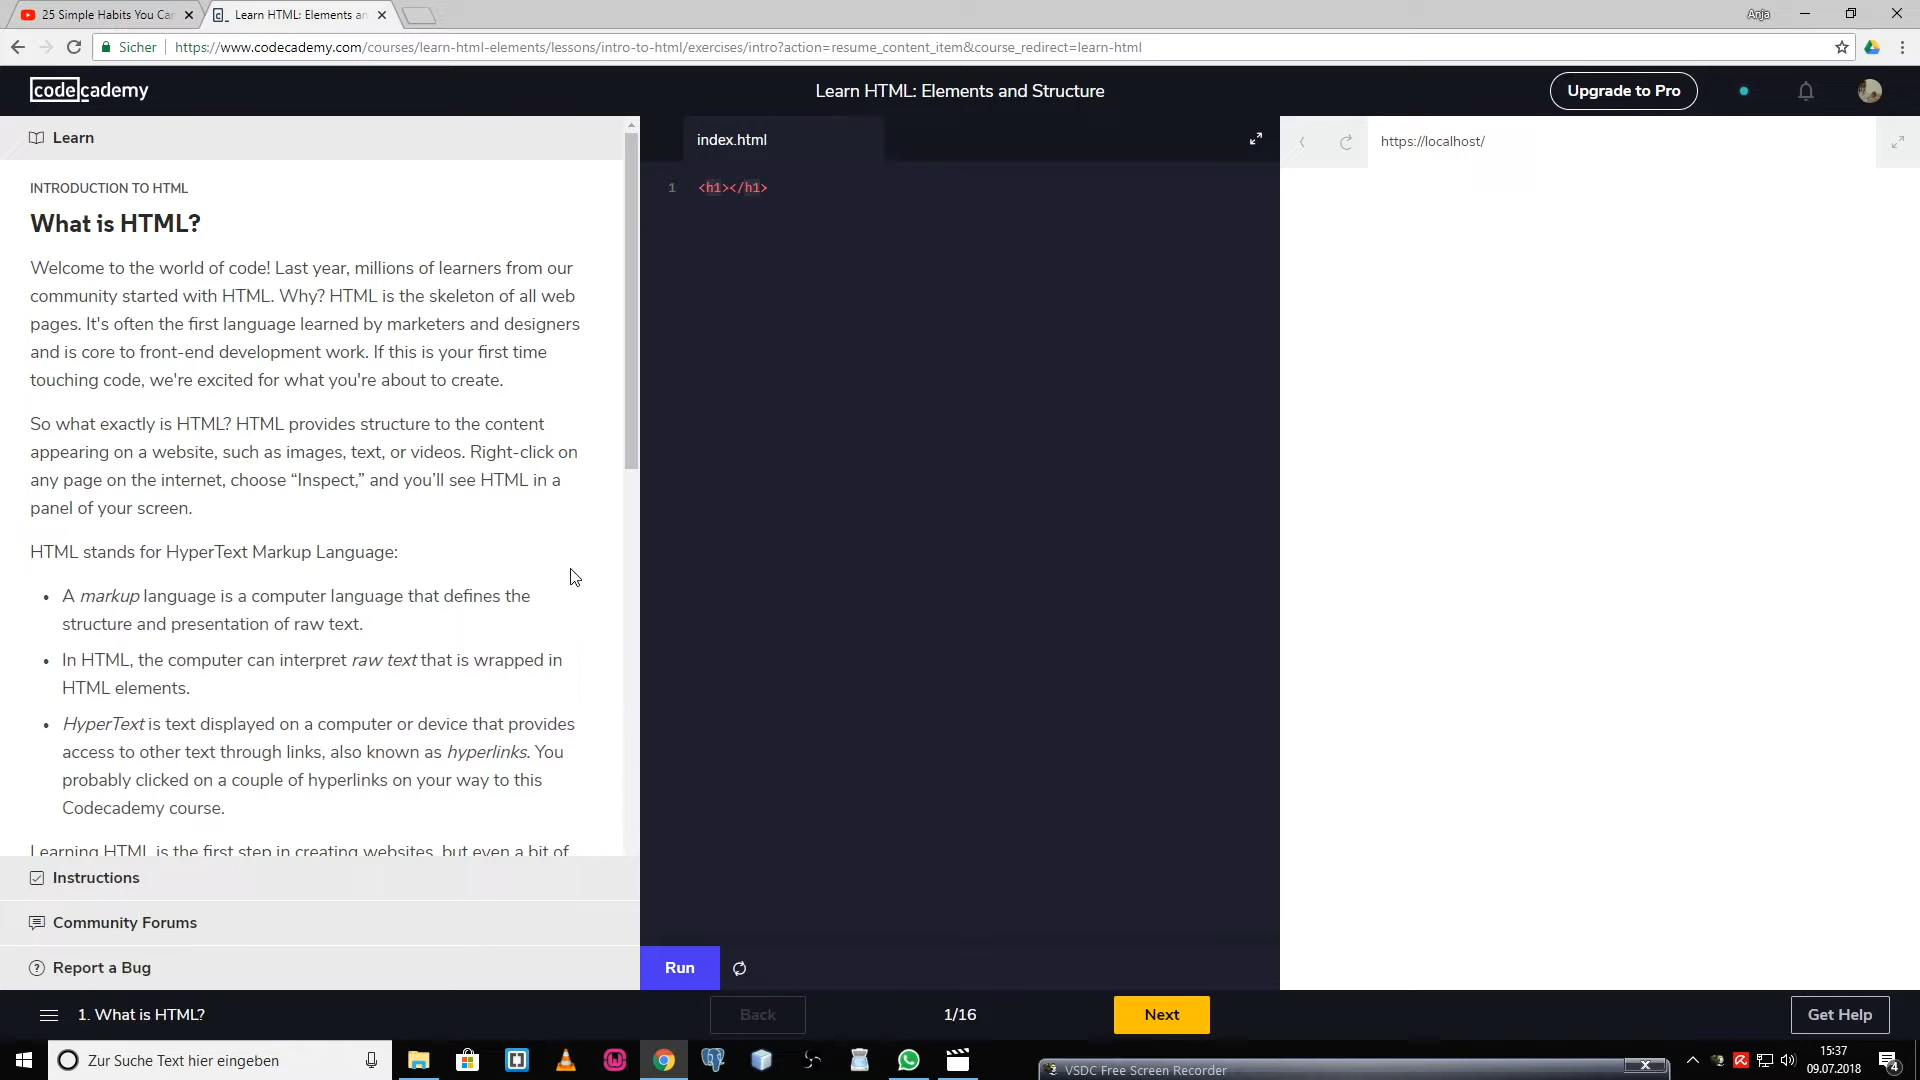 25 Simple Habits You Car
Learn HTML: Elements an
Anja
Sicher
https://www.codecademy.com/courses/learn-html-elements/lessons/intro-to-html/exercises/intro?action=resume_content_item&course_redirect=learn-html
codecademy
Learn HTML: Elements and Structure
Upgrade to Pro
Learn
index.html
https://localhost/
INTRODUCTION TO HTML
What is HTML?
1 <h1></h1>
Welcome to the world of code! Last year, millions of learners from our
community started with HTML. Why? HTML is the skeleton of all web
pages. It's often the first language learned by marketers and designers
and is core to front-end development work. If this is your first time
touching code, we're excited for what you're about to create.
So what exactly is HTML? HTML provides structure to the content
appearing on a website, such as images, text, or videos. Right-click on
any page on the internet, choose “Inspect,” and you’ll see HTML in a
panel of your screen.
HTML stands for HyperText Markup Language:
• A markup language is a computer language that defines the
structure and presentation of raw text.
• In HTML, the computer can interpret raw text that is wrapped in
HTML elements.
• HyperText is text displayed on a computer or device that provides
access to other text through links, also known as hyperlinks. You
probably clicked on a couple of hyperlinks on your way to this
Codecademy course.
Learning HTML is the first step in creating websites, but even a bit of
Instructions
Community Forums
Report a Bug
Run
1. What is HTML?
Back
1/16
Next
Get Help
Zur Suche Text hier eingeben
VSDC Free Screen Recorder
x
15:37
09.07.2018
4